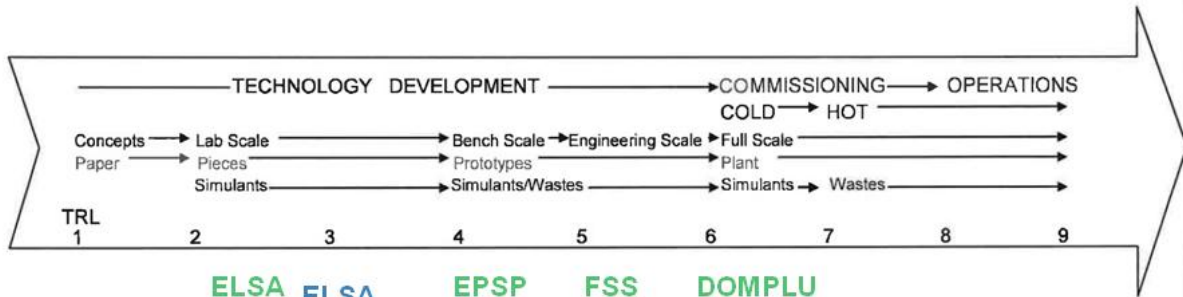 TECHNOLOGY DEVELOPMENT COMMISSIONING OPERATIONS
COLD HOT
Concepts Lab Scale Bench Scale Engineering Scale Full Scale
Paper Pieces Prototypes Plant
Simulants Simulants/Wastes Simulants Wastes
TRL
1 2 3 4 5 6 7 8 9
ELSA ELSA EPSP FSS DOMPLU